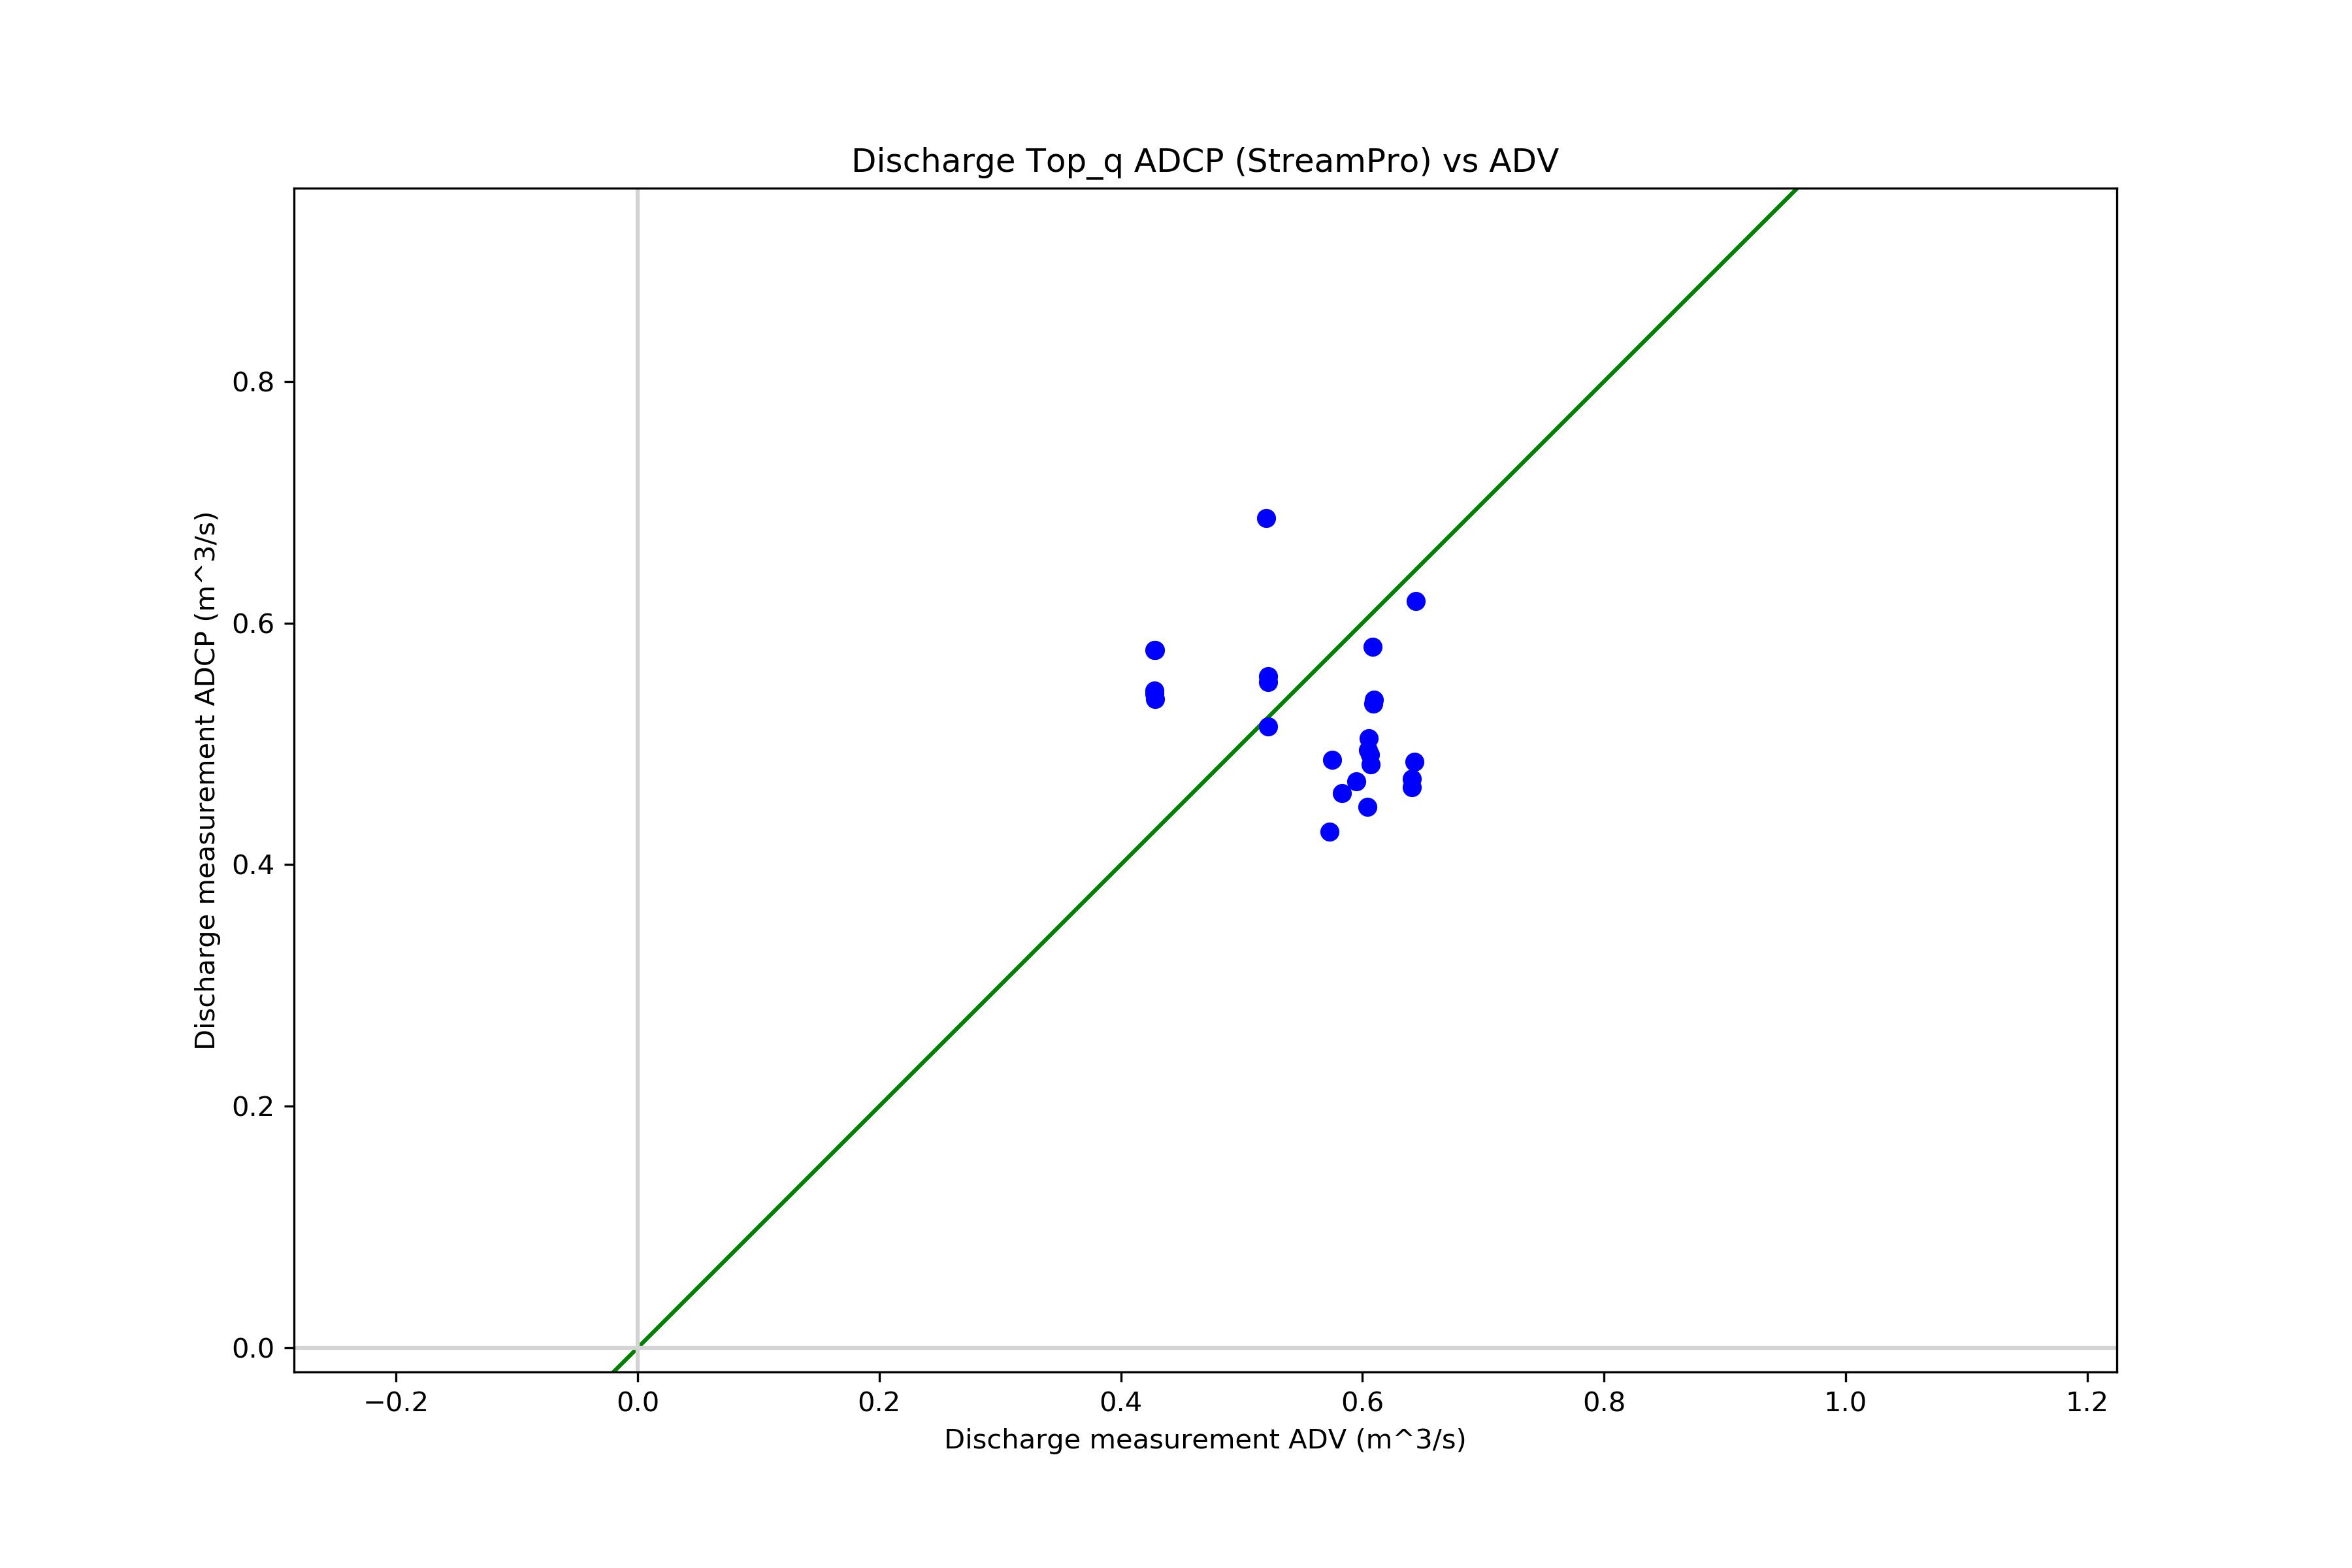 Discharge Top_q ADCP (StreamPro) vs ADV
Discharge measurement ADCP (m^3/s)
0.8
0.6
0.4
0.2
0.0
−0.2 0.0 0.2 0.4 0.6 0.8 1.0 1.2
Discharge measurement ADV (m^3/s)